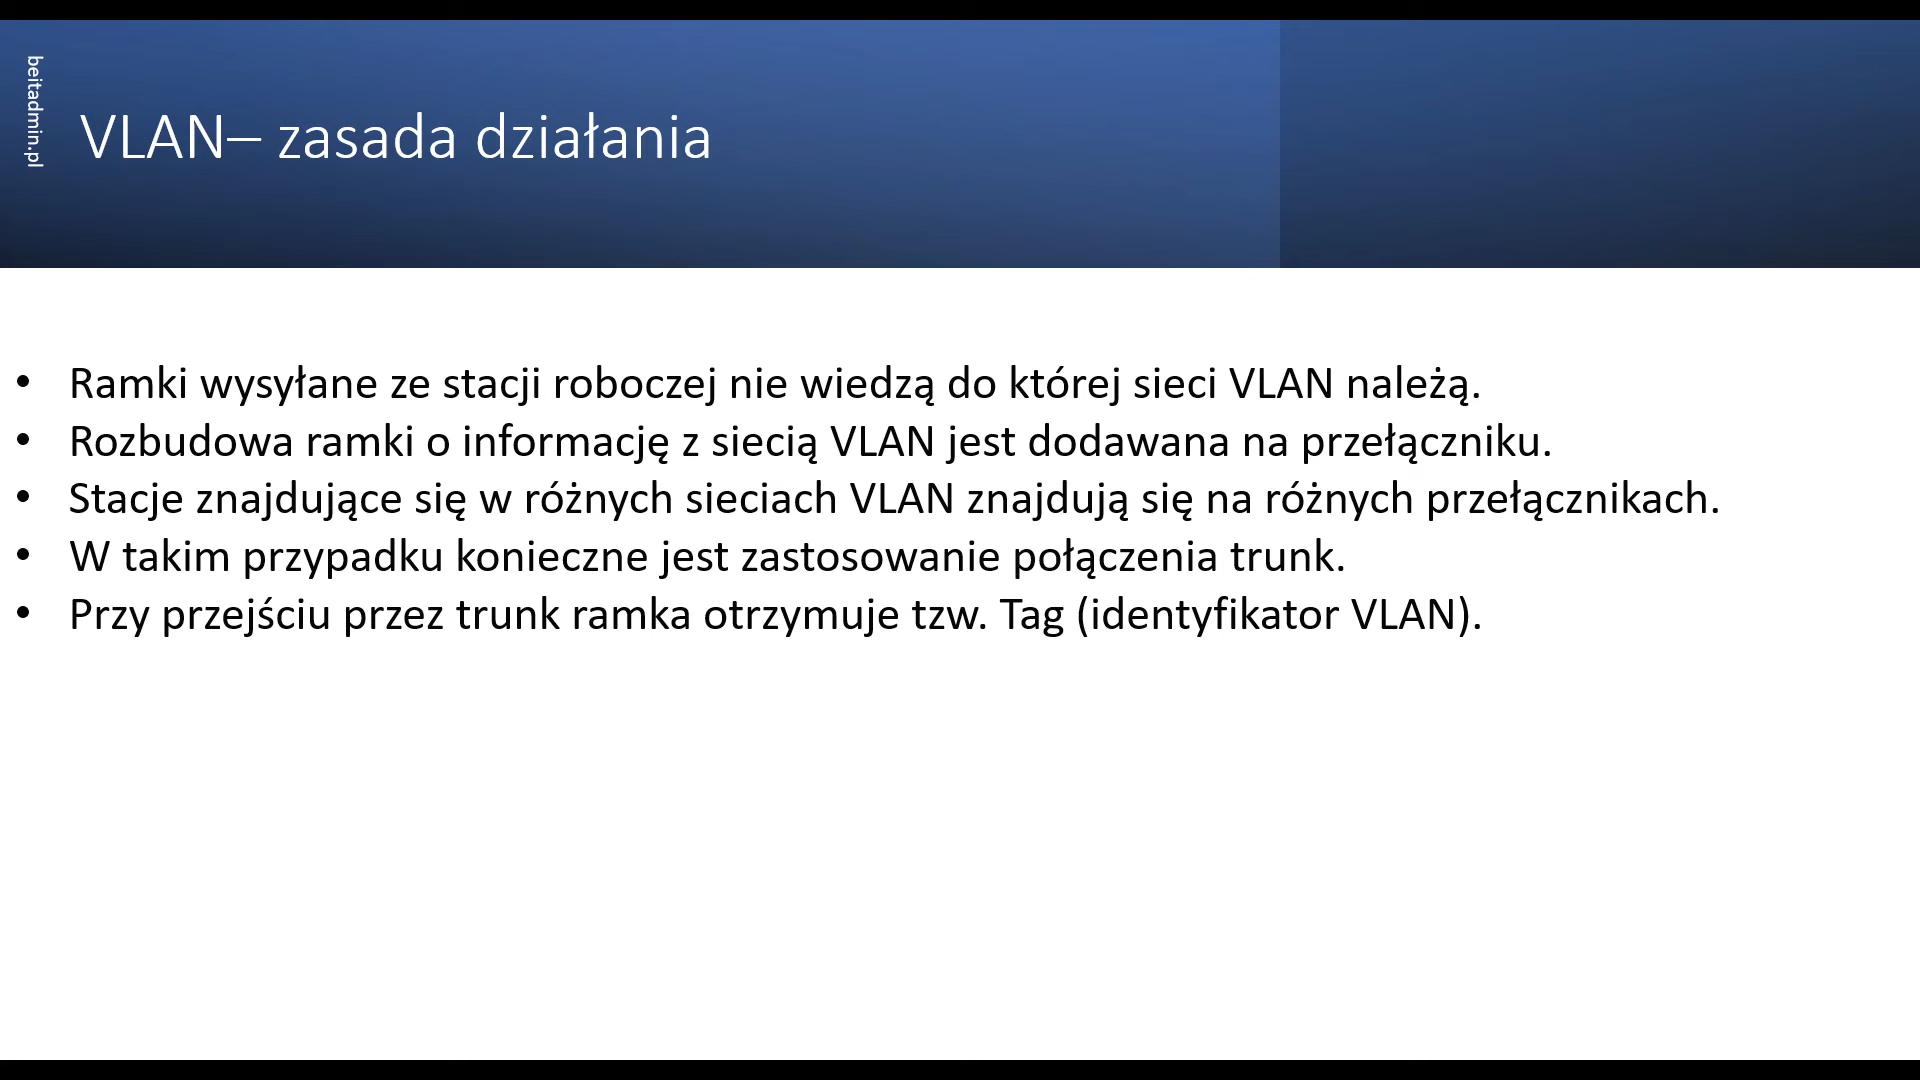 beitadmin.pl
VLAN– zasada działania
• Ramki wysyłane ze stacji roboczej nie wiedzą do której sieci VLAN należą.
• Rozbudowa ramki o informację z siecią VLAN jest dodawana na przełączniku.
• Stacje znajdujące się w różnych sieciach VLAN znajdują się na różnych przełącznikach.
• W takim przypadku konieczne jest zastosowanie połączenia trunk.
• Przy przejściu przez trunk ramka otrzymuje tzw. Tag (identyfikator VLAN).